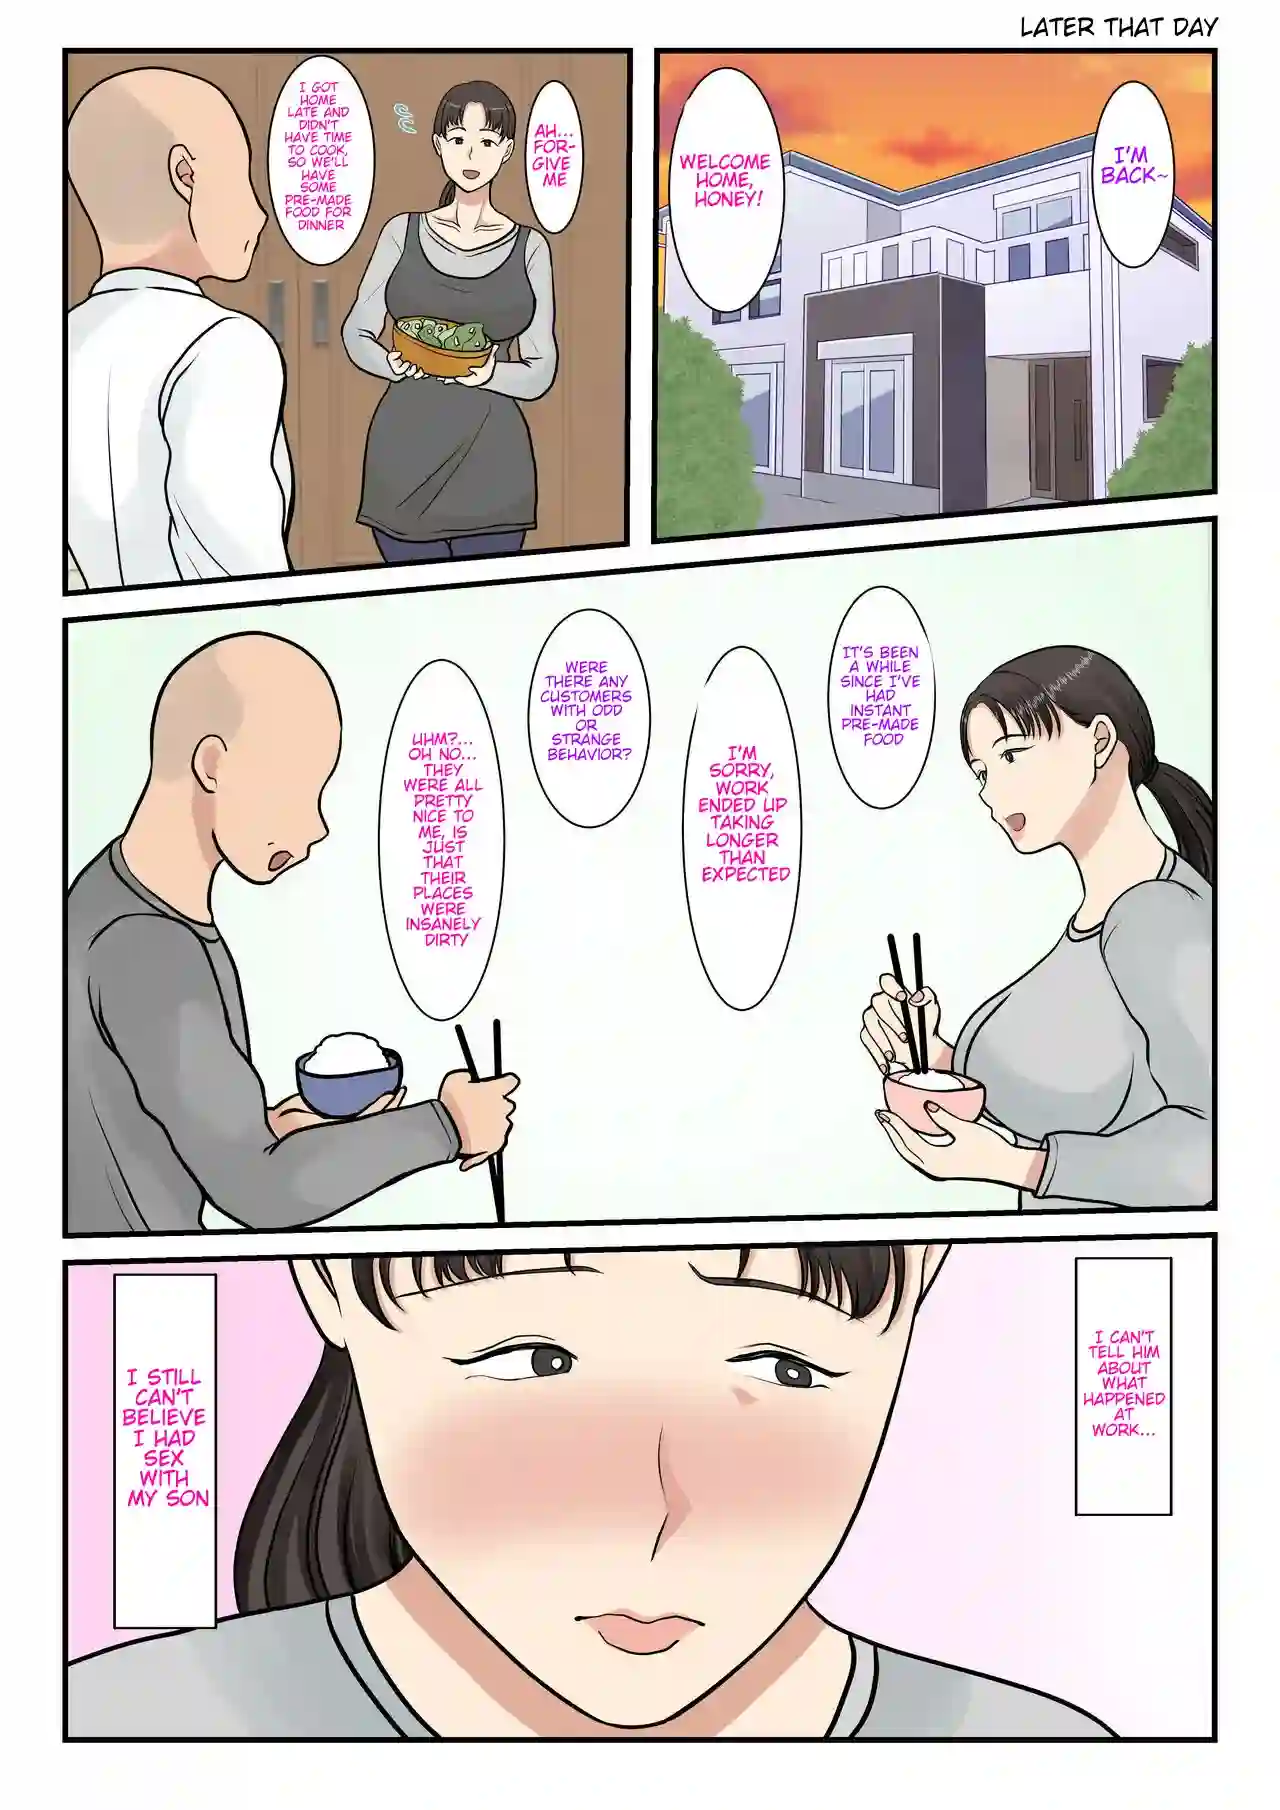 LATER THAT DAY
I'M
BACK~
WELCOME
HOME,
HONEY!
AH...
FOR-
GIVE
ME
I GOT
HOME
LATE AND
DIDN'T
HAVE TIME
TO COOK,
SO WE'LL
HAVE
SOME
PRE-MADE
FOOD FOR
DINNER
IT'S BEEN
A WHILE
SINCE I'VE
HAD
INSTANT
PRE-MADE
FOOD
I'M
SORRY,
WORK
ENDED UP
TAKING
LONGER
THAN
EXPECTED
WERE
THERE ANY
CUSTOMERS
WITH ODD
OR
STRANGE
BEHAVIOR?
UHM?...
OH NO...
THEY
WERE ALL
PRETTY
NICE TO
ME, IS
JUST
THAT
THEIR
PLACES
WERE
INSANELY
DIRTY
I CAN'T
TELL HIM
ABOUT
WHAT
HAPPENED
AT
WORK...
I STILL
CAN'T
BELIEVE
I HAD
SEX
WITH
MY SON